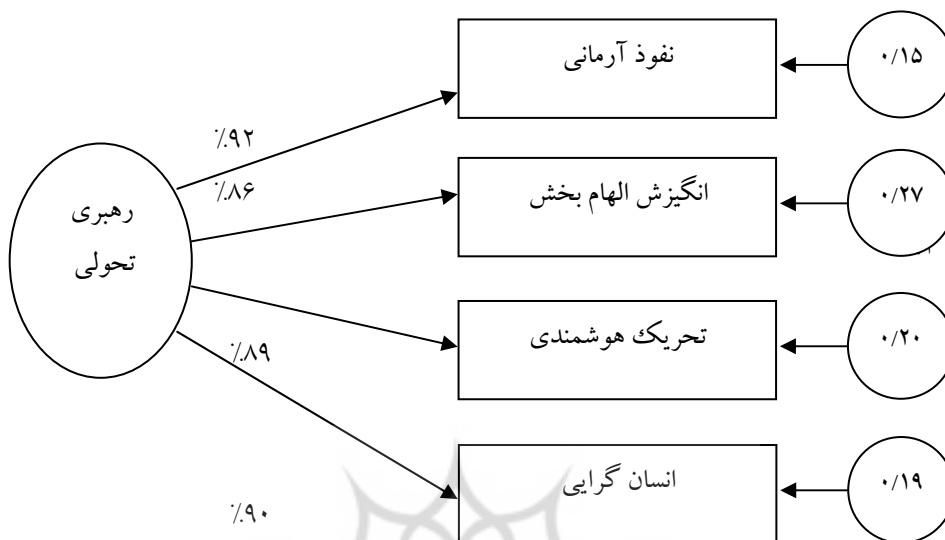 نفوذ آرمانی
۰/۱۵
٪۹۲
انگیزش الهام بخش
۰/۲۷
٪۸۶
رهبری
تحولی
تحریک هوشمندی
۰/۲۰
٪۸۹
انسان گرایی
۰/۱۹
٪۹۰